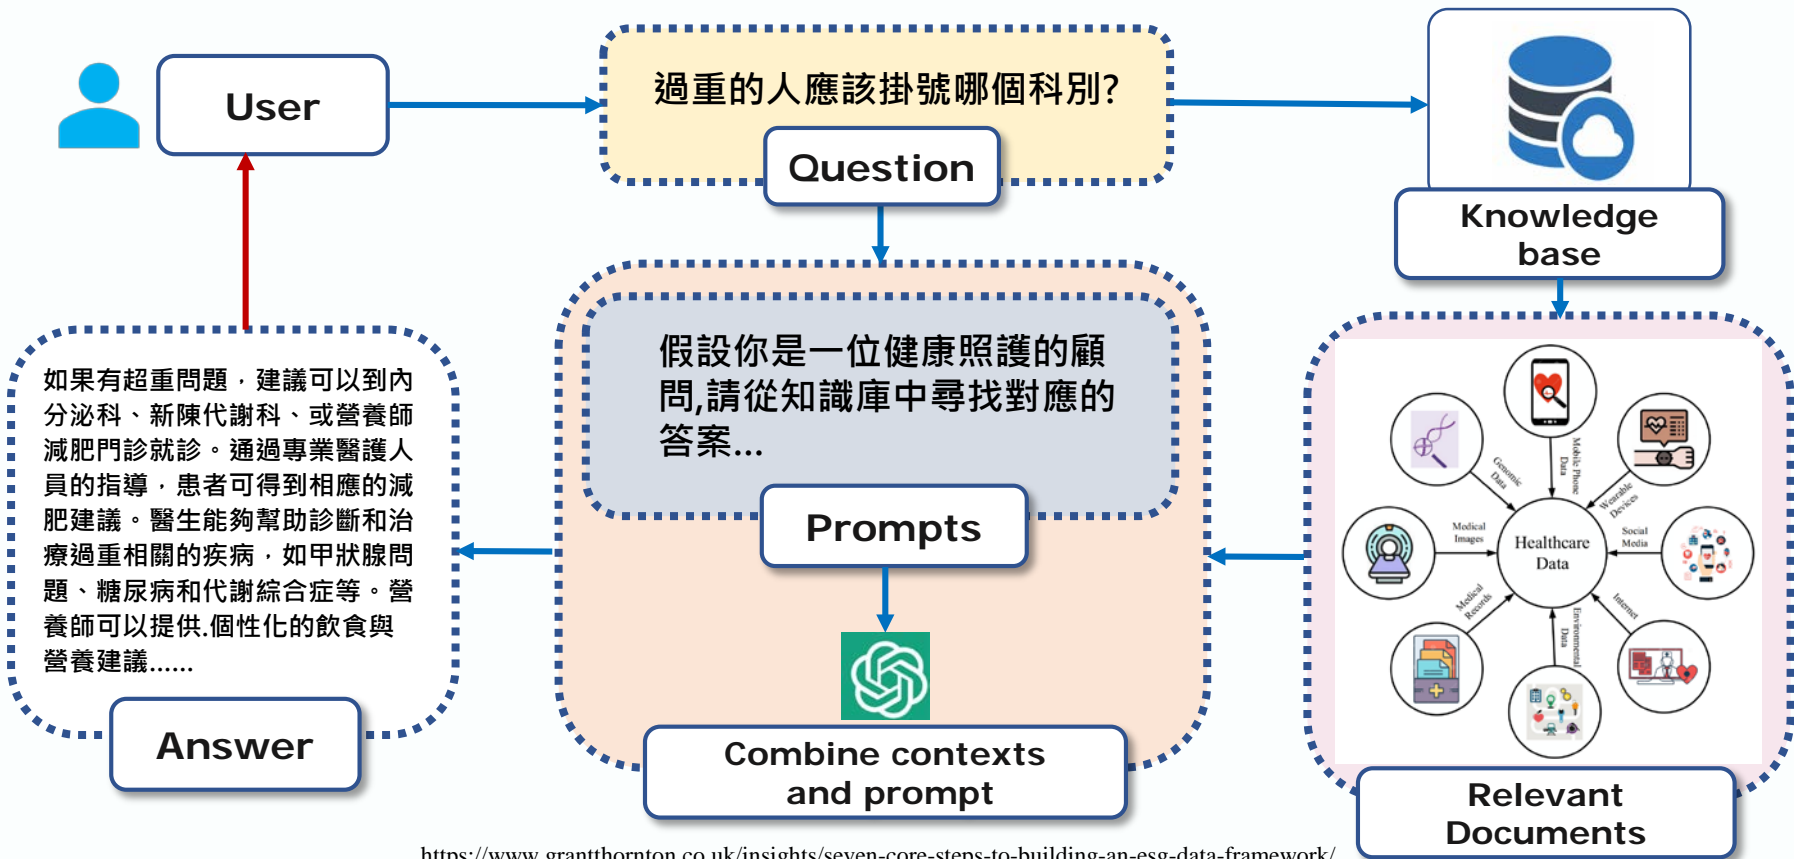 User
過重的人應該掛號哪個科別?
Question
Knowledge
base
假設你是一位健康照護的顧
問,請從知識庫中尋找對應的
答案...
Prompts
Combine contexts
and prompt
如果有超重問題，建議可以到內
分泌科、新陳代謝科、或營養師
減肥門診就診。通過專業醫護人
員的指導，患者可得到相應的減
肥建議。醫生能夠幫助診斷和治
療過重相關的疾病，如甲狀腺問
題、糖尿病和代謝綜合症等。營
養師可以提供.個性化的飲食與
營養建議......
Answer
Mobile Phone
Data
Genomic
Data
Wearable
Devices
Medical
Images
Healthcare
Data
Social
Media
Medical
Records
Environmental
Data
Internet
Relevant
Documents
https://www.grantthornton.co.uk/insights/seven-core-steps-to-building-an-esg-data-framework/